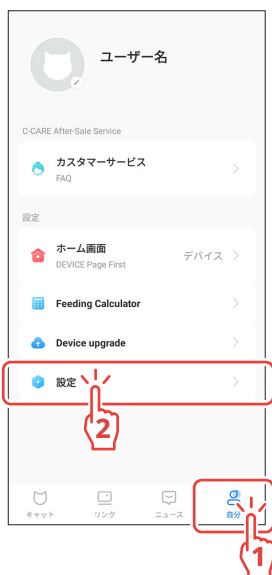 ユーザー名
C-CARE After-Sale Service
カスタマーサービス
FAQ
設定
ホーム画面
DEVICE Page First
デバイス
Feeding Calculator
Device upgrade
設定
2
キャット
リンク
ニュース
自分
1